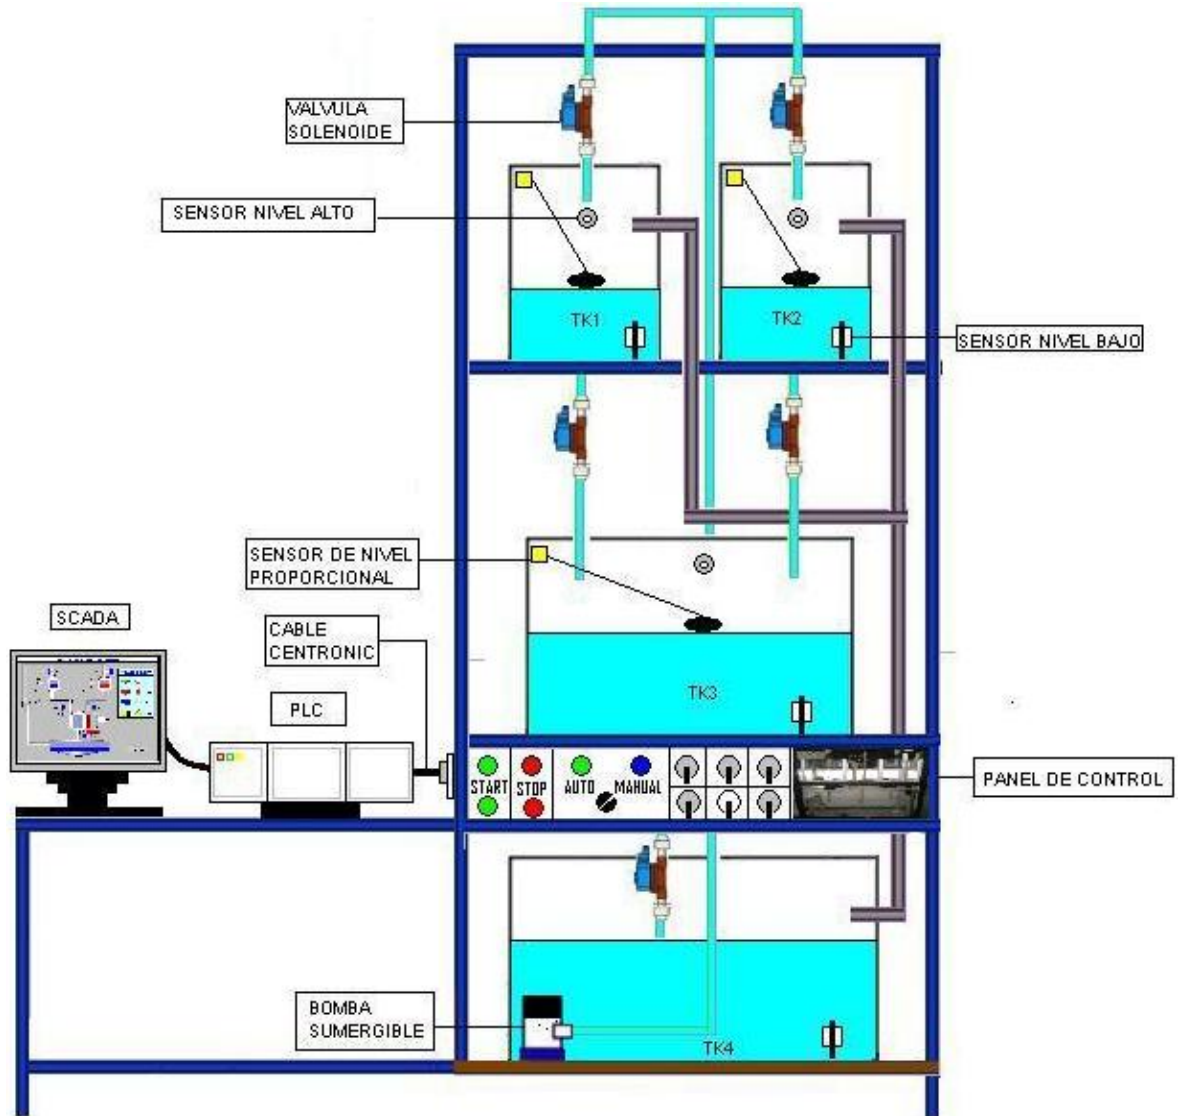 VALVULA
SOLENOIDE
SENSOR NIVEL ALTO
TK1
TK2
SENSOR NIVEL BAJO
SENSOR DE NIVEL
PROPORCIONAL
SCADA
CABLE
CENTRONIC
TK3
PLC
START
STOP
AUTO
MANUAL
PANEL DE CONTROL
BOMBA
SUMERGIBLE
TK4